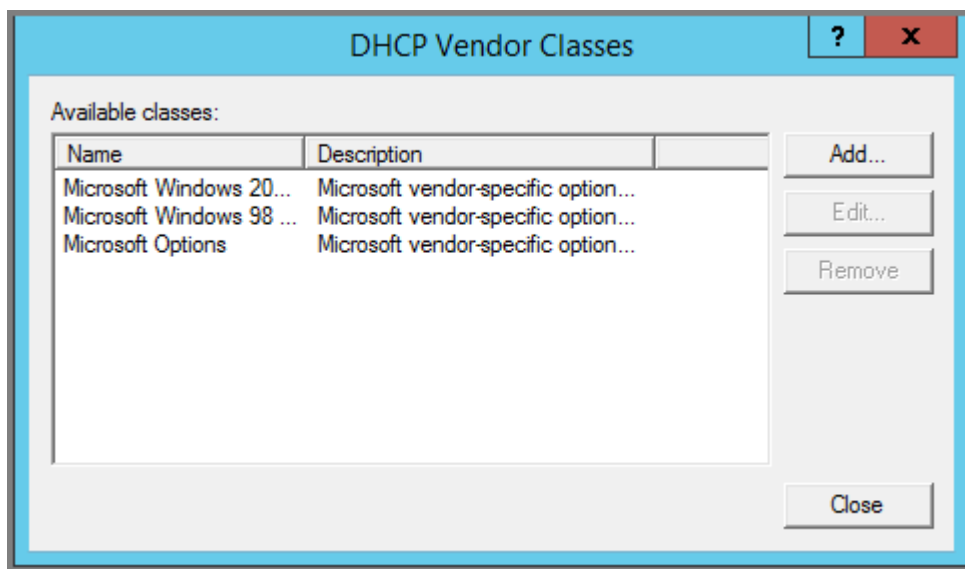 DHCP Vendor Classes
? x
Available classes:
Name Description
Add...
Microsoft Windows 20... Microsoft vendor-specific option...
Microsoft Windows 98 ... Microsoft vendor-specific option...
Edit...
Microsoft Options Microsoft vendor-specific option...
Remove
Close